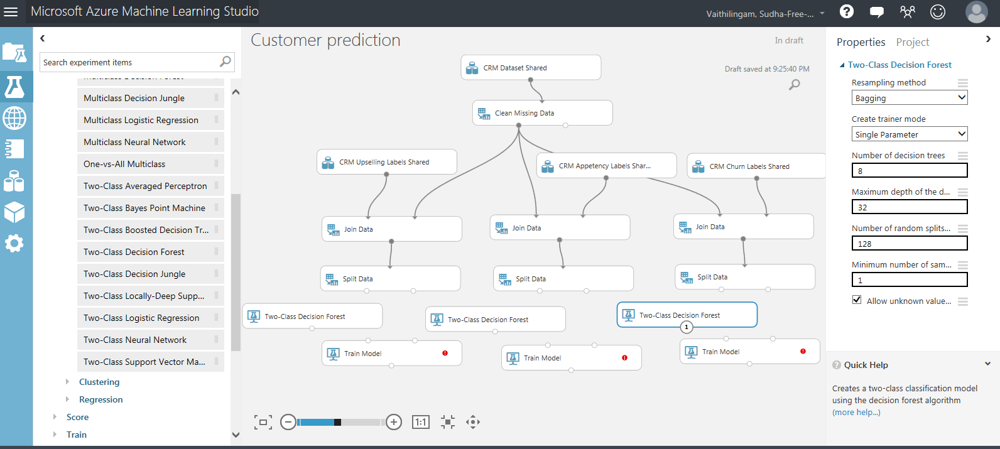 Microsoft Azure Machine Learning Studio
Vaithilingam, Sudha-Free-...
Search experiment items
Multiclass Decision Forest
Multiclass Decision Jungle
Multiclass Logistic Regression
Multiclass Neural Network
One-vs-All Multiclass
Two-Class Averaged Perceptron
Two-Class Bayes Point Machine
Two-Class Boosted Decision Tr...
Two-Class Decision Forest
Two-Class Decision Jungle
Two-Class Locally-Deep Supp...
Two-Class Logistic Regression
Two-Class Neural Network
Two-Class Support Vector Ma...
Clustering
Regression
Score
Train
Customer prediction
In draft
Draft saved at 9:25:40 PM
CRM Dataset Shared
Clean Missing Data
CRM Upselling Labels Shared
CRM Appetency Labels Shar...
CRM Churn Labels Shared
Join Data
Join Data
Join Data
Split Data
Split Data
Split Data
Two-Class Decision Forest
Two-Class Decision Forest
Two-Class Decision Forest
1
Train Model
Train Model
Train Model
1:1
Properties Project
Two-Class Decision Forest
Resampling method
Bagging
Create trainer mode
Single Parameter
Number of decision trees
8
Maximum depth of the d...
32
Number of random splits...
128
Minimum number of sam...
1
Allow unknown value...
Quick Help
Creates a two-class classification model
using the decision forest algorithm
(more help...)